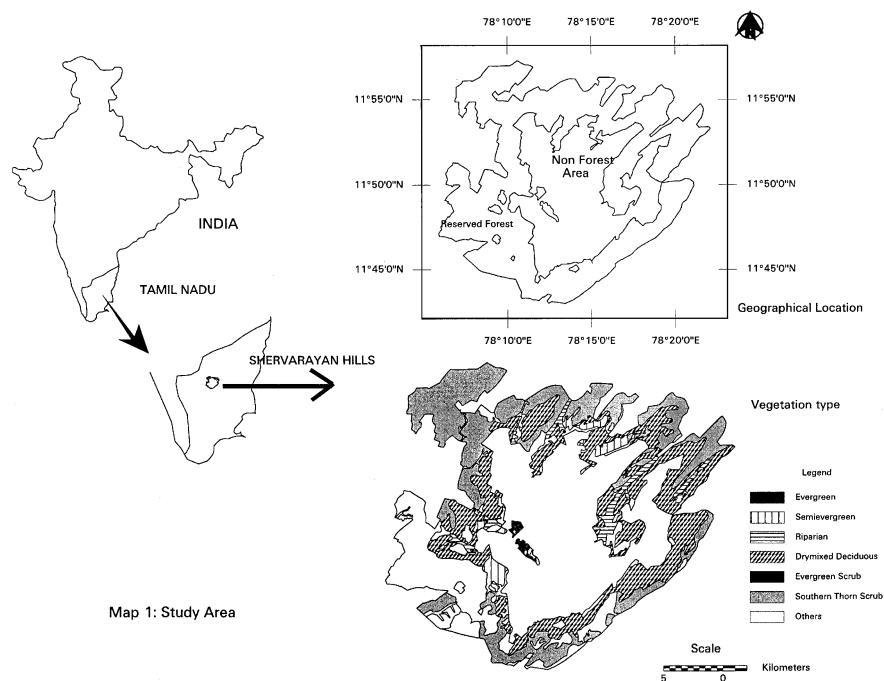 78°10'0"E 78°15'0"E 78°20'0"E
11°55'0"N 11°55'0"N
Non Forest
Area
11°50'0"N 11°50'0"N
INDIA
Reserved Forest
11°45'0"N 11°45'0"N
TAMIL NADU
Geographical Location
78°10'0"E 78°15'0"E 78°20'0"E
SHERVARAYAN HILLS
Vegetation type
Legend
Evergreen
Semievergreen
Riparian
Drymixed Deciduous
Evergreen Scrub
Southern Thorn Scrub
Others
Map 1: Study Area
Scale
Kilometers
5 0